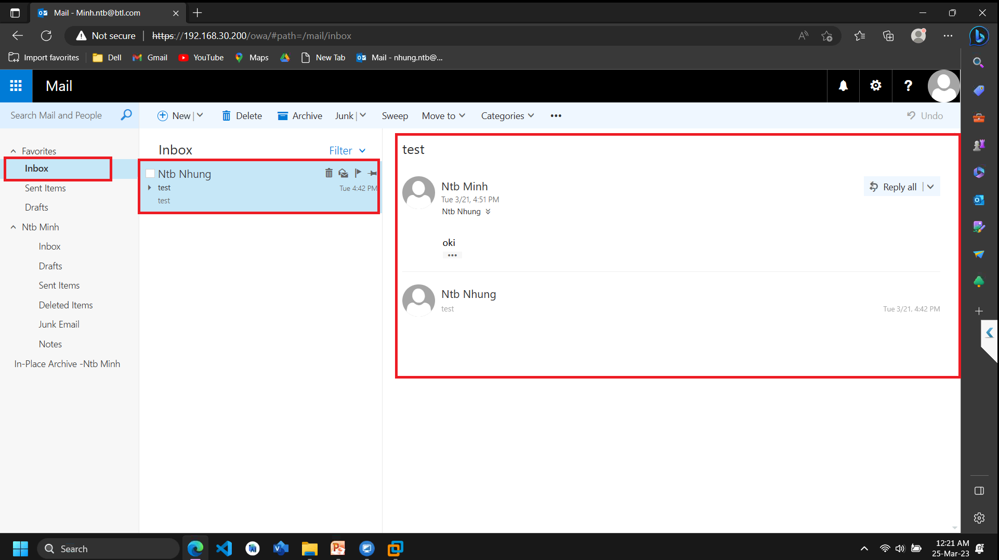 Mail - Minh.ntb@btl.com
Not secure | https://192.168.30.200/owa/#path=/mail/inbox
Import favorites Dell Gmail YouTube Maps New Tab Mail - nhung.ntb@...
Mail
Search Mail and People New Delete Archive Junk Sweep Move to Categories ••• Undo
Favorites
Inbox
Sent Items
Drafts
Ntb Minh
Inbox
Drafts
Sent Items
Deleted Items
Junk Email
Notes
In-Place Archive -Ntb Minh
Inbox Filter
Ntb Nhung
test Tue 4:42 PM
test
test
Ntb Minh
Reply all
Tue 3/21, 4:51 PM
Ntb Nhung
oki
•••
Ntb Nhung
test Tue 3/21, 4:42 PM
Search
12:21 AM
25-Mar-23